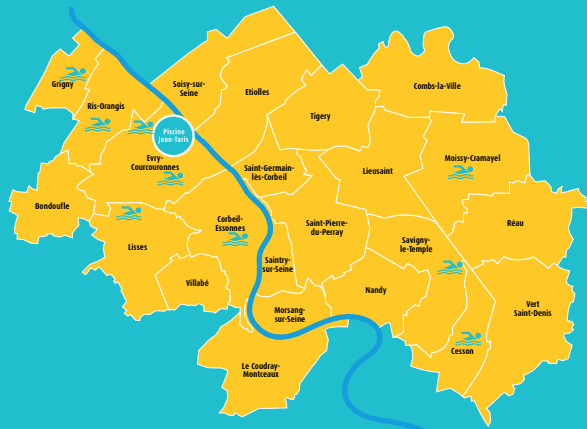 Grigny
Ris-Orangis
Soisy-sur-
Seine
Etiolles
Combs-la-Ville
Tigery
Piscine
Jean-Taris
Evry-
Courcouronnes
Saint-Germain-
lès-Corbeil
Lieusaint
Moissy-Cramayel
Bondoufle
Lisses
Corbeil-
Essonnes
Saint-Pierre-
du-Perray
Savigny-
le-Temple
Réau
Saintry-
sur-Seine
Villabé
Nandy
Morsang-
sur-Seine
Vert
Saint-Denis
Cesson
Le Coudray-
Montceaux